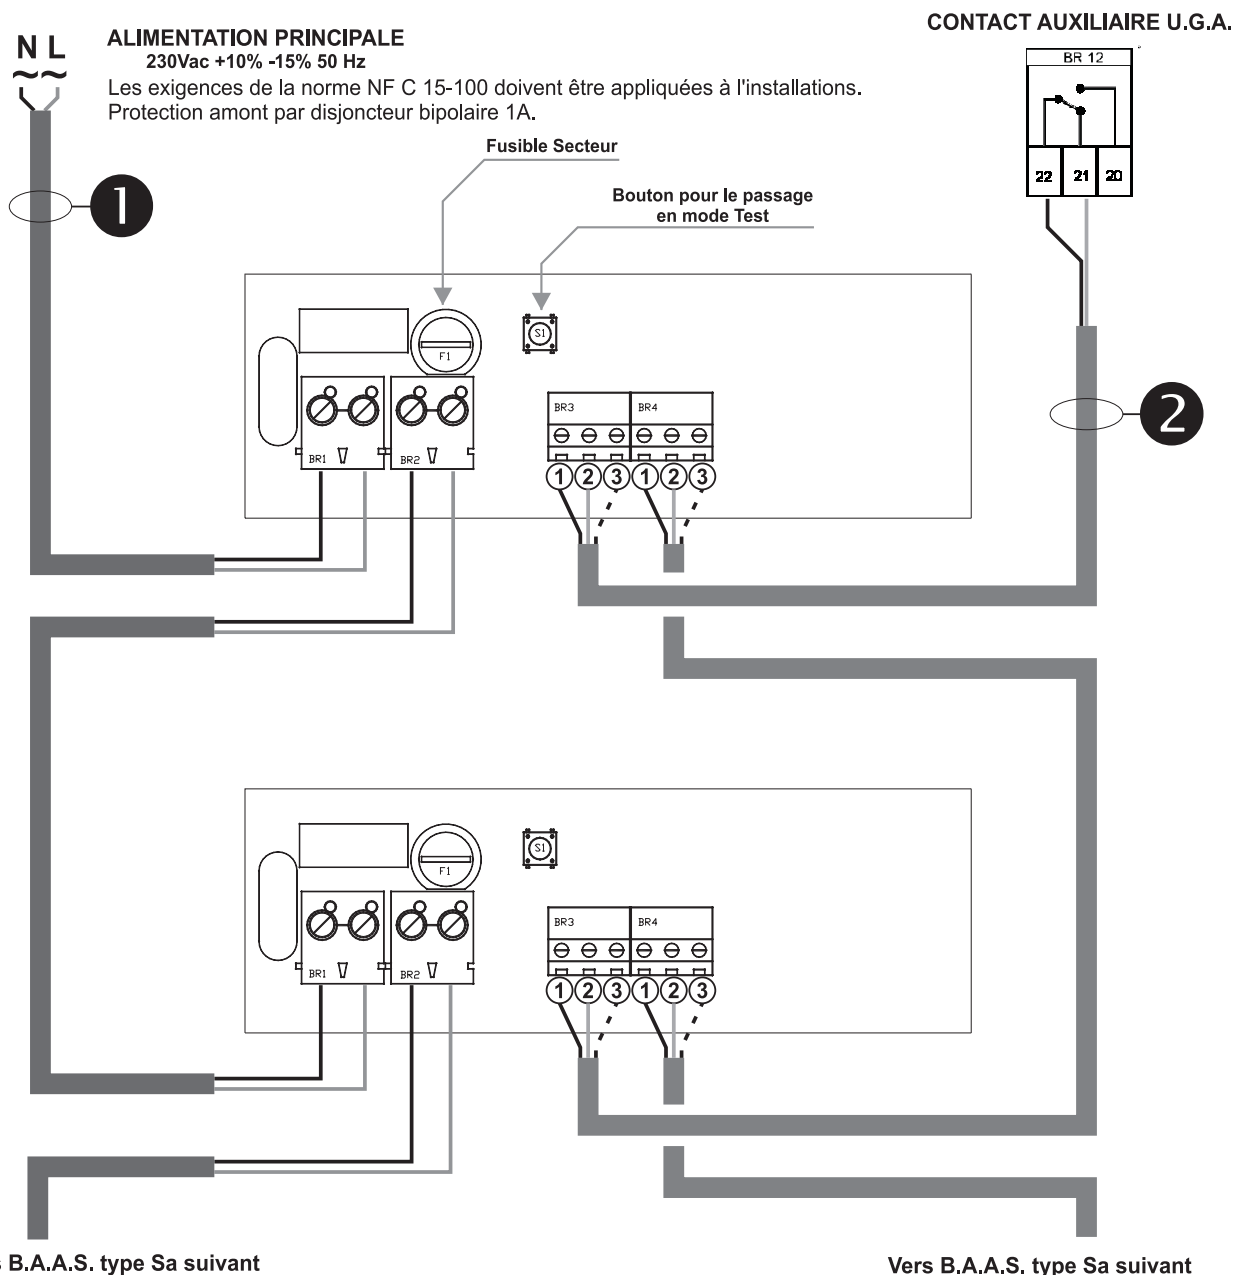 CONTACT AUXILIAIRE U.G.A.
N L
ALIMENTATION PRINCIPALE
230Vac +10% -15% 50 Hz
Les exigences de la norme NF C 15-100 doivent être appliquées à l'installations.
Protection amont par disjoncteur bipolaire 1A.
BR 12
22 21 20
Fusible Secteur
Bouton pour le passage
en mode Test
1
2
F1
S1
BR1
BR2
BR3
BR4
1 2 3 1 2 3
F1
S1
BR1
BR2
BR3
BR4
1 2 3 1 2 3
B.A.A.S. type Sa suivant
Vers B.A.A.S. type Sa suivant